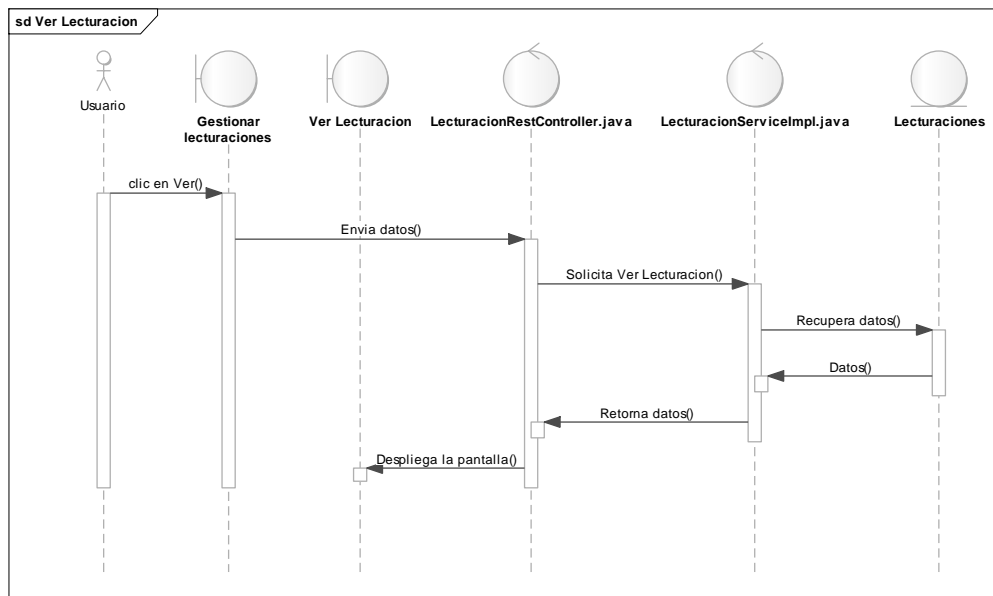 sd Ver Lecturacion
Usuario
Gestionar
lecturaciones
Ver Lecturacion
LecturacionRestController.java
LecturacionServiceImpl.java
Lecturaciones
clic en Ver()
Envia datos()
Solicita Ver Lecturacion()
Recupera datos()
Datos()
Retorna datos()
Despliega la pantalla()